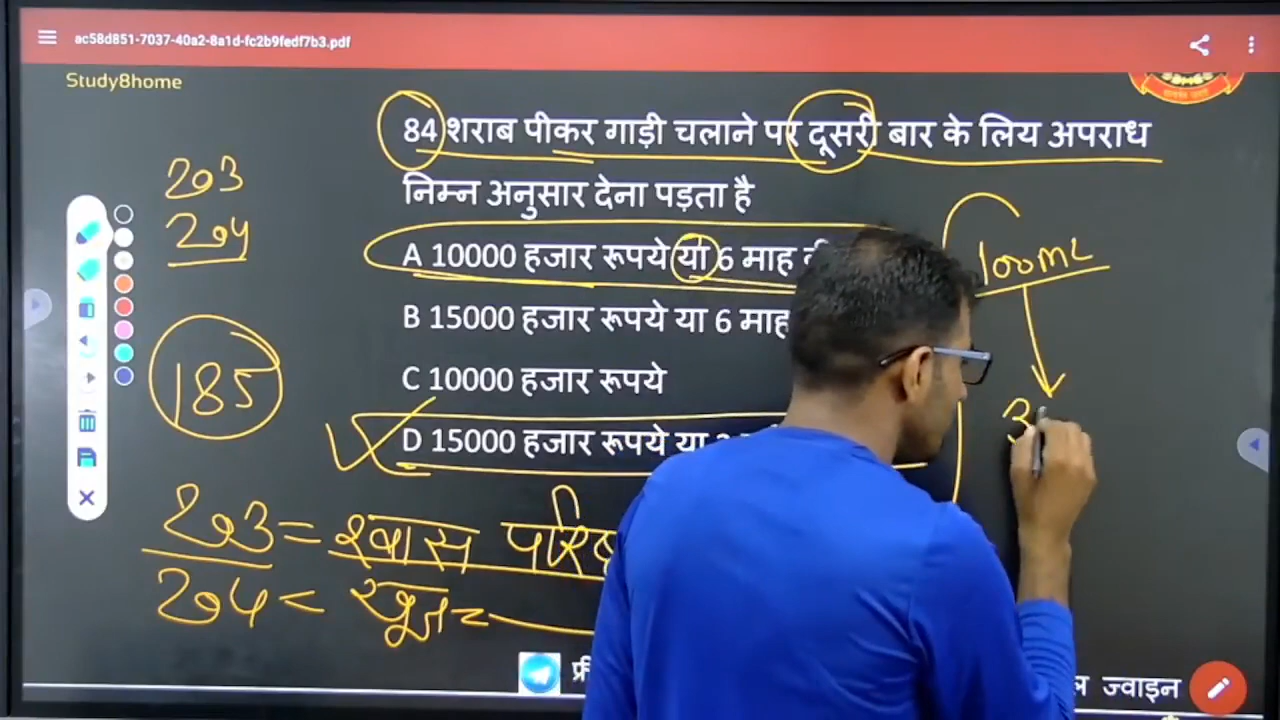 ac58d851-7037-40a2-8a1d-fc2b9fedf7b3.pdf
Study8home
84 शराब पीकर गाड़ी चलाने पर दूसरी बार के लिय अपराध
निम्न अनुसार देना पड़ता है
A 10000 हजार रूपये या 6 माह
B 15000 हजार रूपये या 6 माह
C 10000 हजार रूपये
D 15000 हजार रूपये या
203
204
185
100ML
3
203 = श्वास
204
ज्वाइन